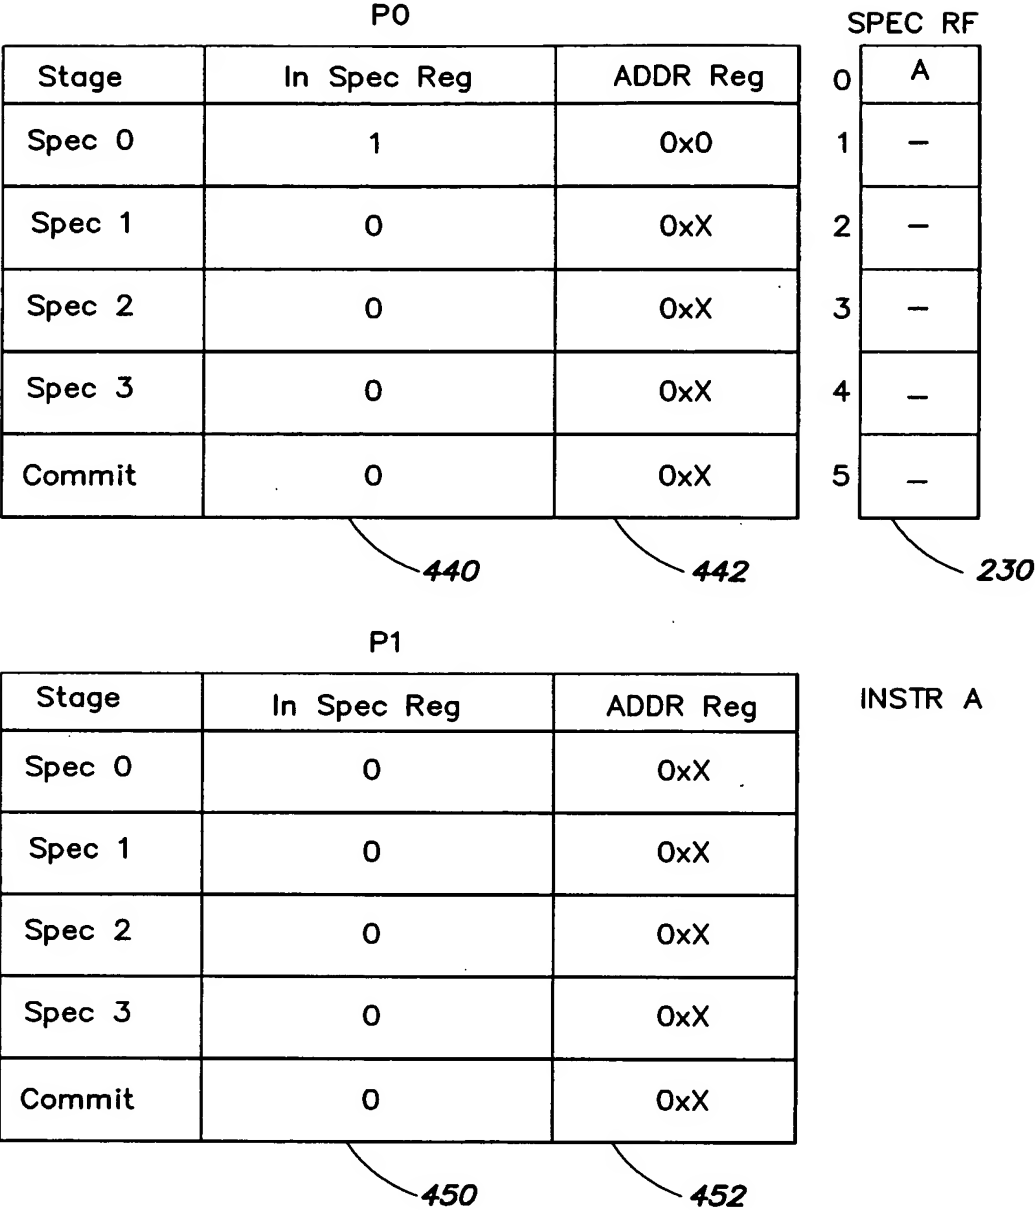 P0
SPEC RF
Stage In Spec Reg ADDR Reg 0 A
Spec 0 1 0x0 1 –
Spec 1 0 0xX 2 –
Spec 2 0 0xX 3 –
Spec 3 0 0xX 4 –
Commit 0 0xX 5 –
440 442 230
P1
Stage In Spec Reg ADDR Reg INSTR A
Spec 0 0 0xX
Spec 1 0 0xX
Spec 2 0 0xX
Spec 3 0 0xX
Commit 0 0xX
450 452